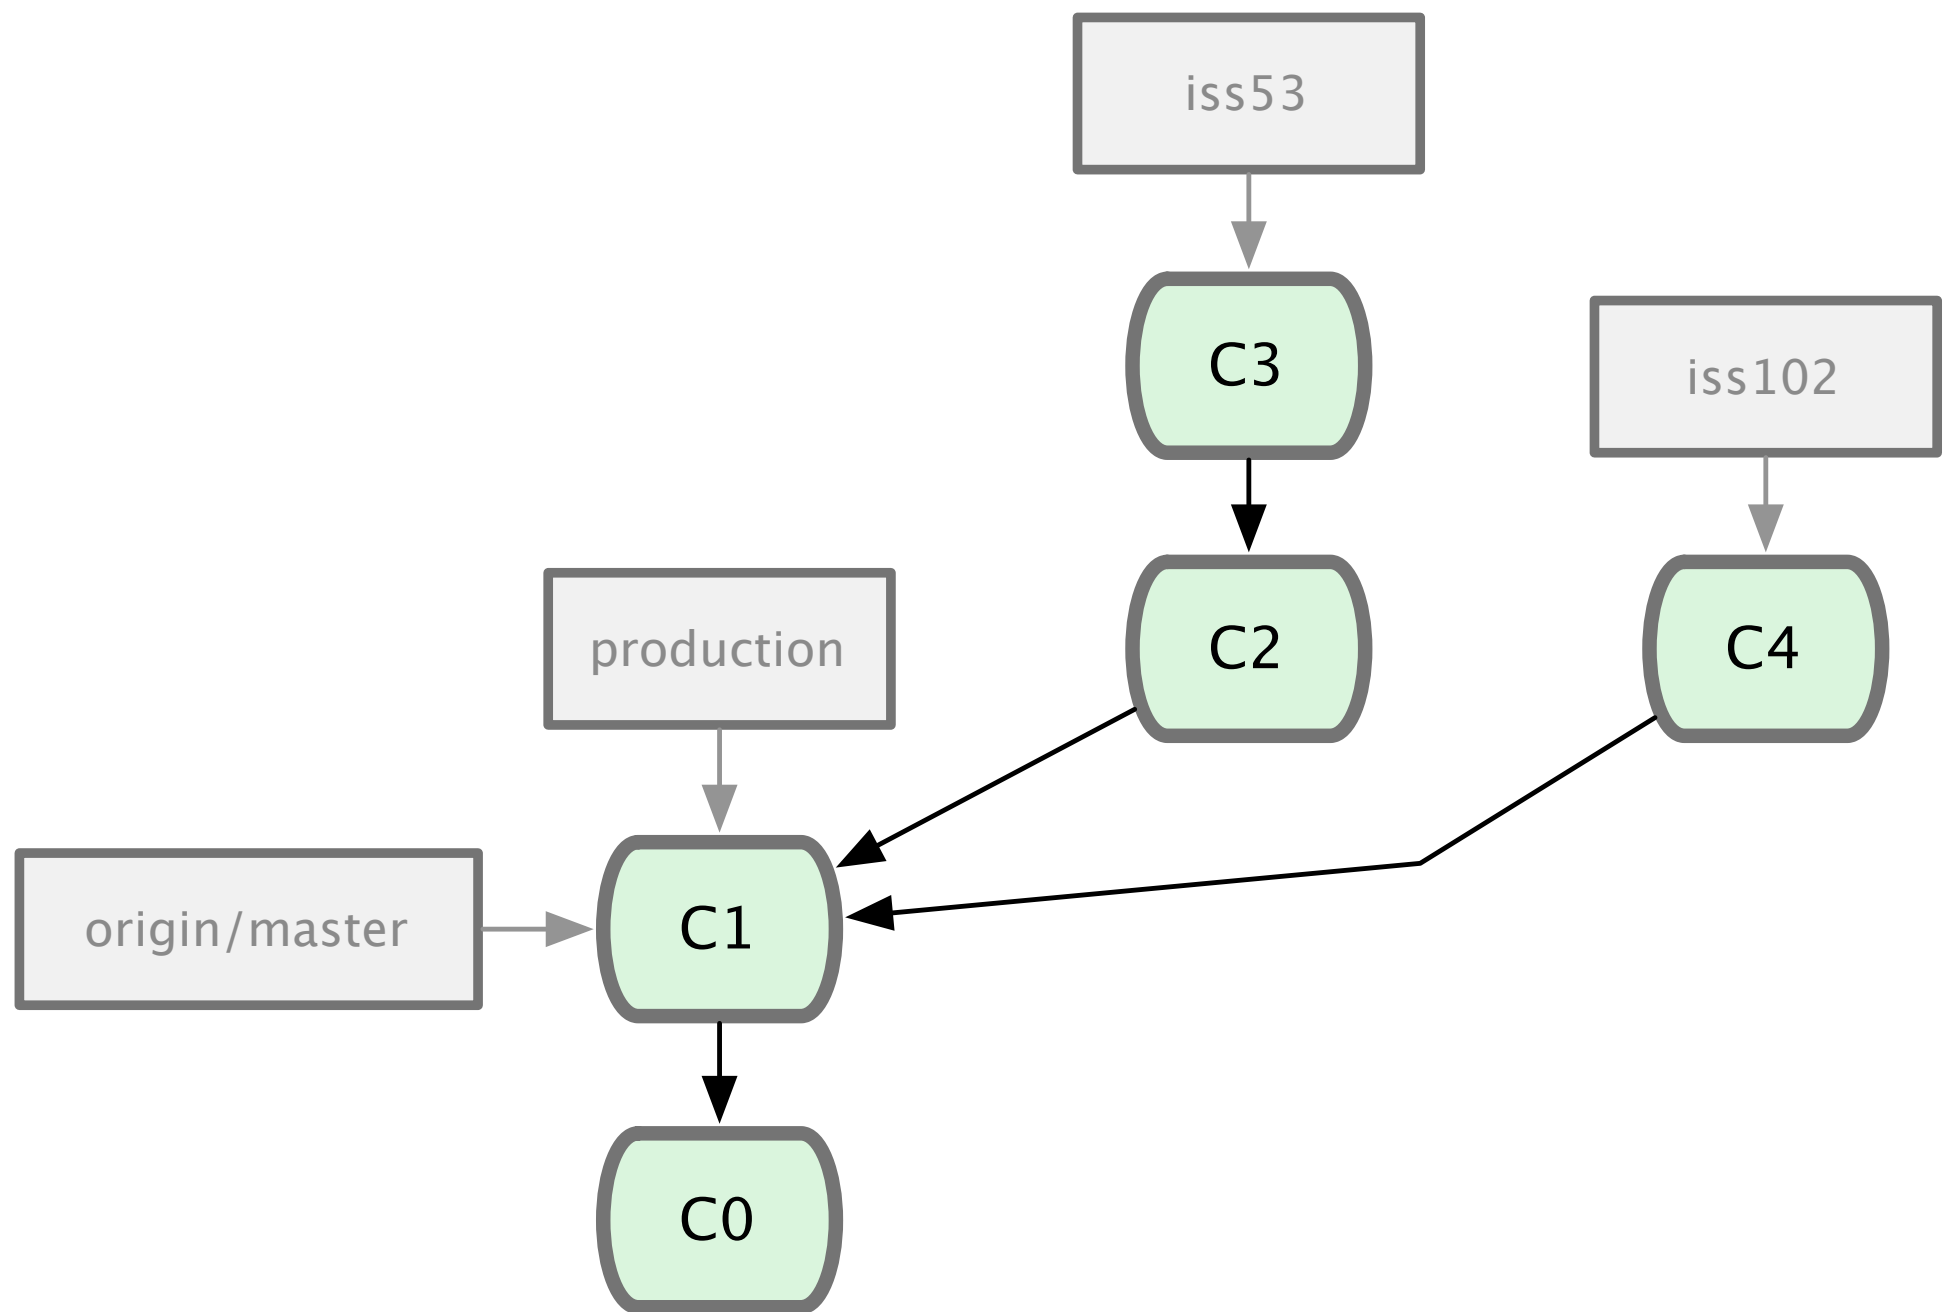 iss53
C3
iss102
C2
C4
production
C1
origin/master
C0